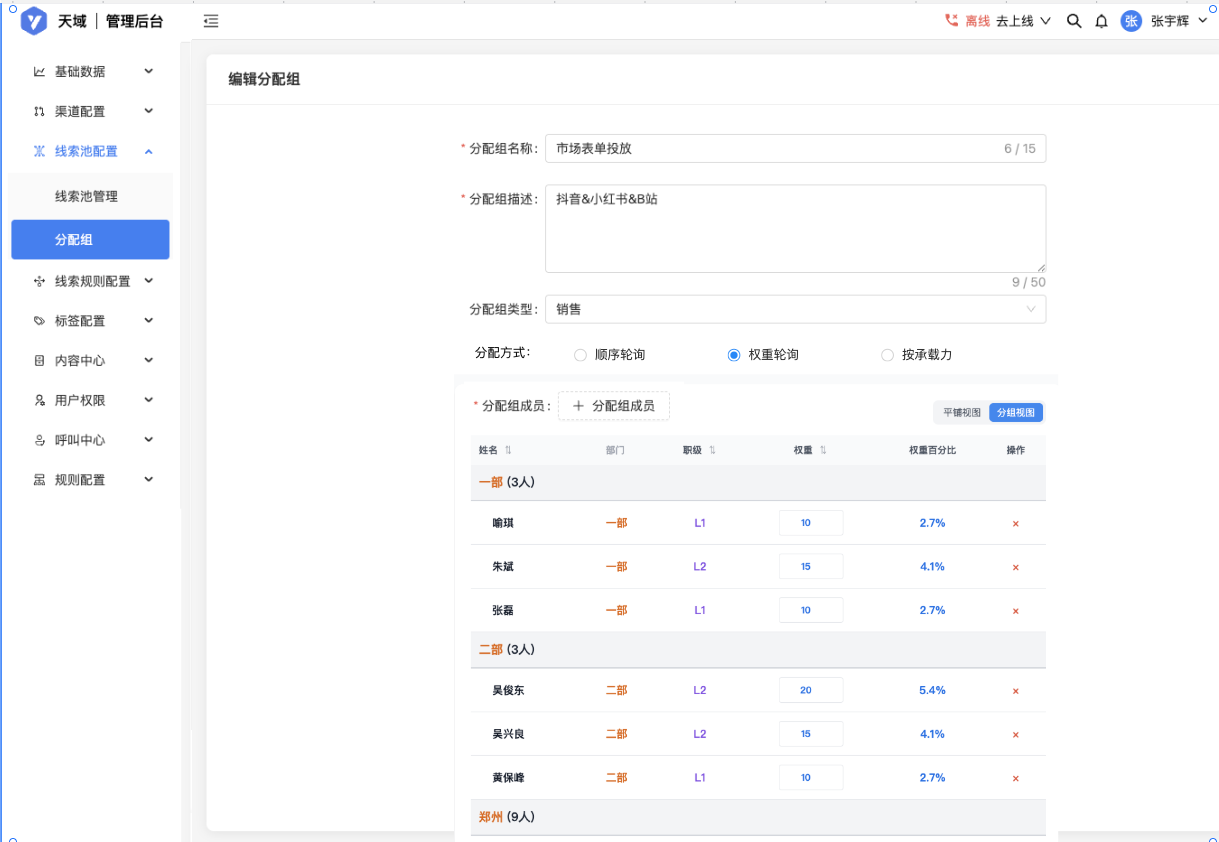 天域 | 管理后台
离线 去上线
张 张宇辉
基础数据
渠道配置
线索池配置
线索池管理
分配组
线索规则配置
标签配置
内容中心
用户权限
呼叫中心
规则配置
编辑分配组
* 分配组名称: 市场表单投放 6 / 15
* 分配组描述: 抖音&小红书&B站
9 / 50
分配组类型: 销售
分配方式: 顺序轮询 权重轮询 按承载力
* 分配组成员: + 分配组成员
平铺视图 分组视图
姓名 部门 职级 权重 权重百分比 操作
一部 (3人)
喻琪 一部 L1 10 2.7% ×
朱斌 一部 L2 15 4.1% ×
张磊 一部 L1 10 2.7% ×
二部 (3人)
吴俊东 二部 L2 20 5.4% ×
吴兴良 二部 L2 15 4.1% ×
黄保峰 二部 L1 10 2.7% ×
郑州 (9人)